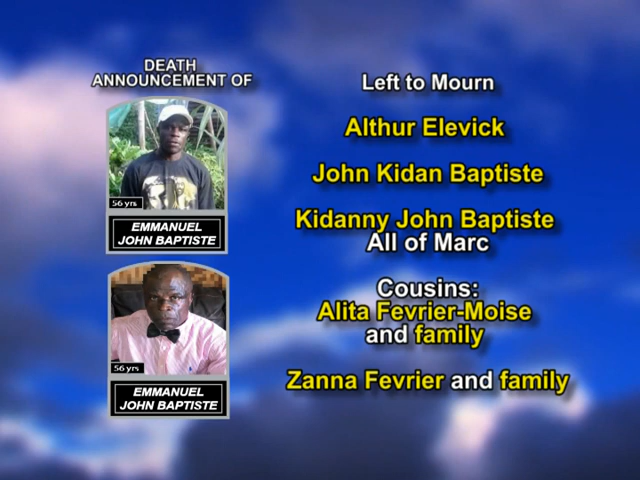 DEATH
ANNOUNCEMENT OF
56 yrs
EMMANUEL
JOHN BAPTISTE
56 yrs
EMMANUEL
JOHN BAPTISTE
Left to Mourn
Althur Elevick
John Kidan Baptiste
Kidanny John Baptiste
All of Marc
Cousins:
Alita Fevrier-Moise
and family
Zanna Fevrier and family